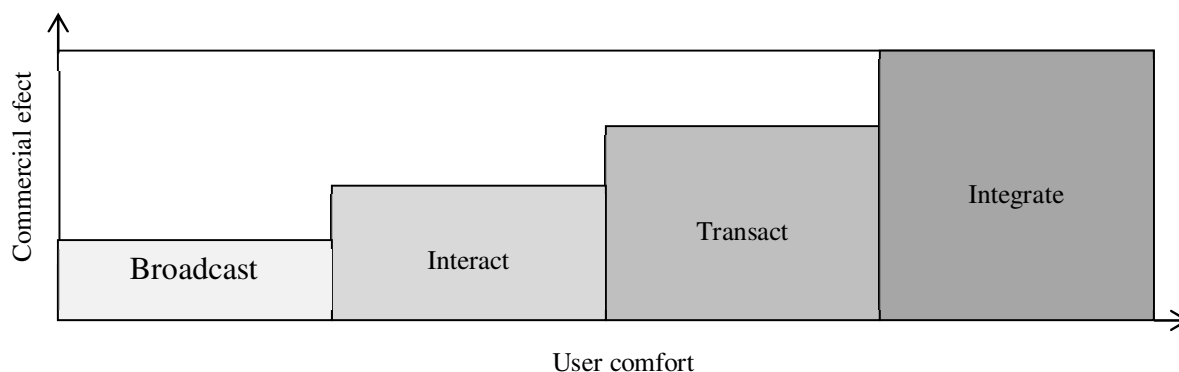 Commercial efect
Broadcast
Interact
Transact
Integrate
User comfort